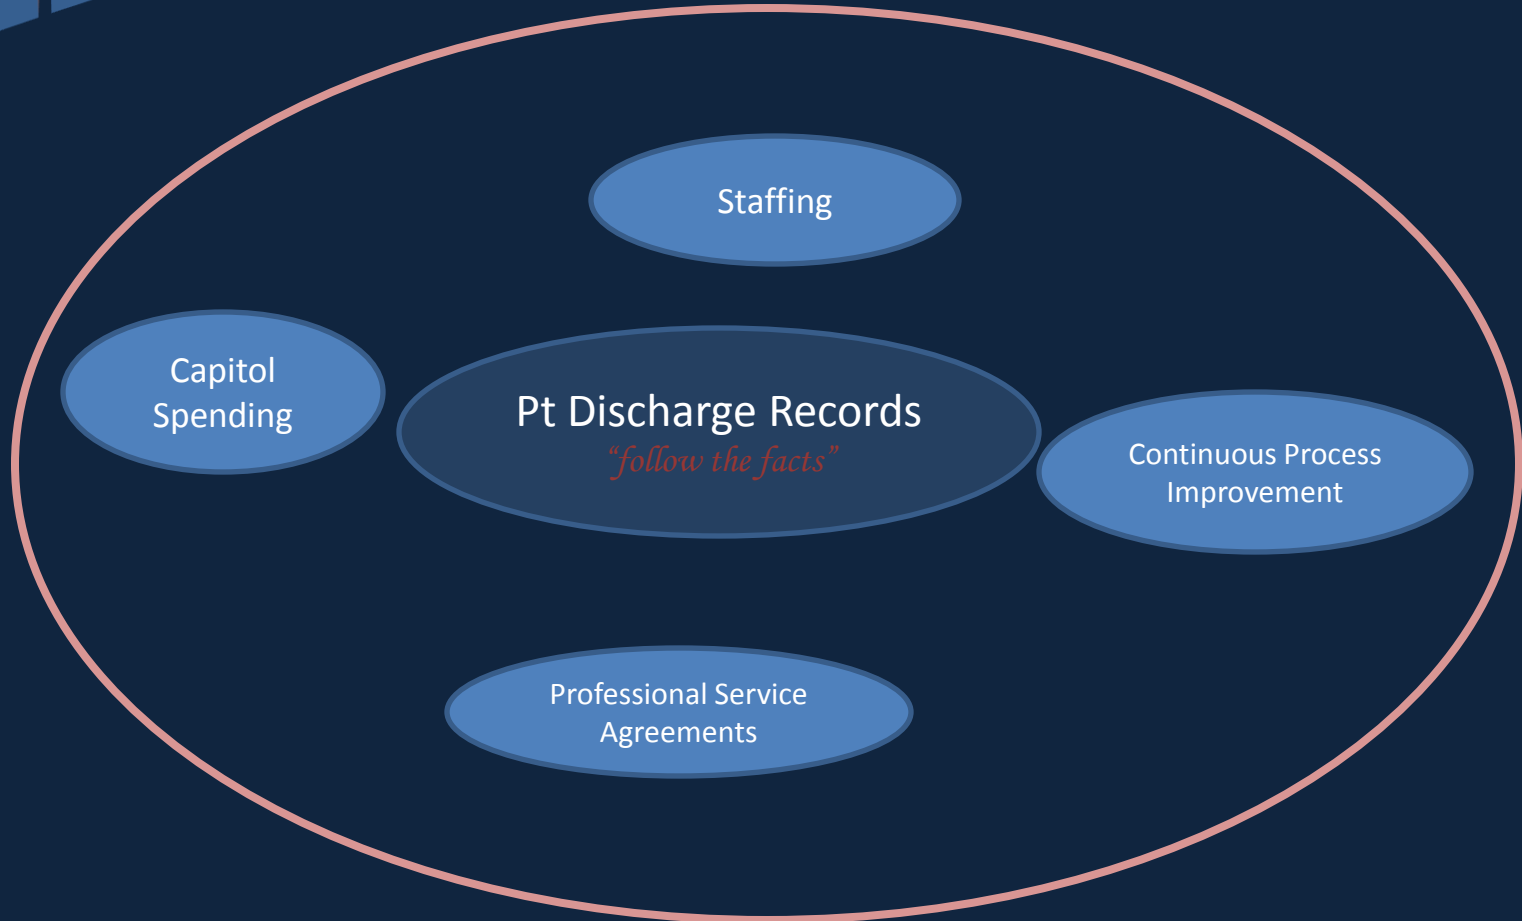 Staffing
Capitol
Spending
Pt Discharge Records
“follow the facts”
Continuous Process
Improvement
Professional Service
Agreements